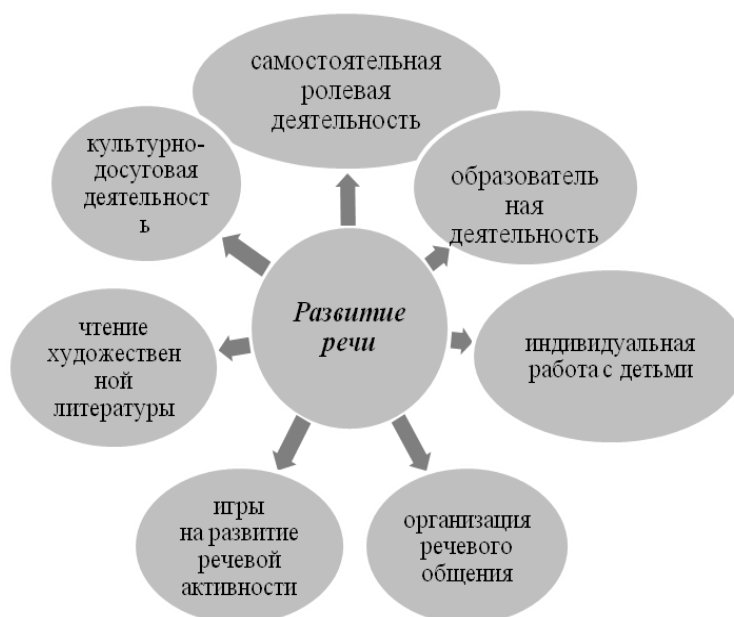 самостоятельная
ролевая
деятельность
культурно-
досуговая
деятельност
ь
образователь
ная
деятельность
Развитие
речи
чтение
художествен
ной
литературы
индивидуальная
работа с детьми
игры
на развитие
речевой
активности
организация
речевого
общения